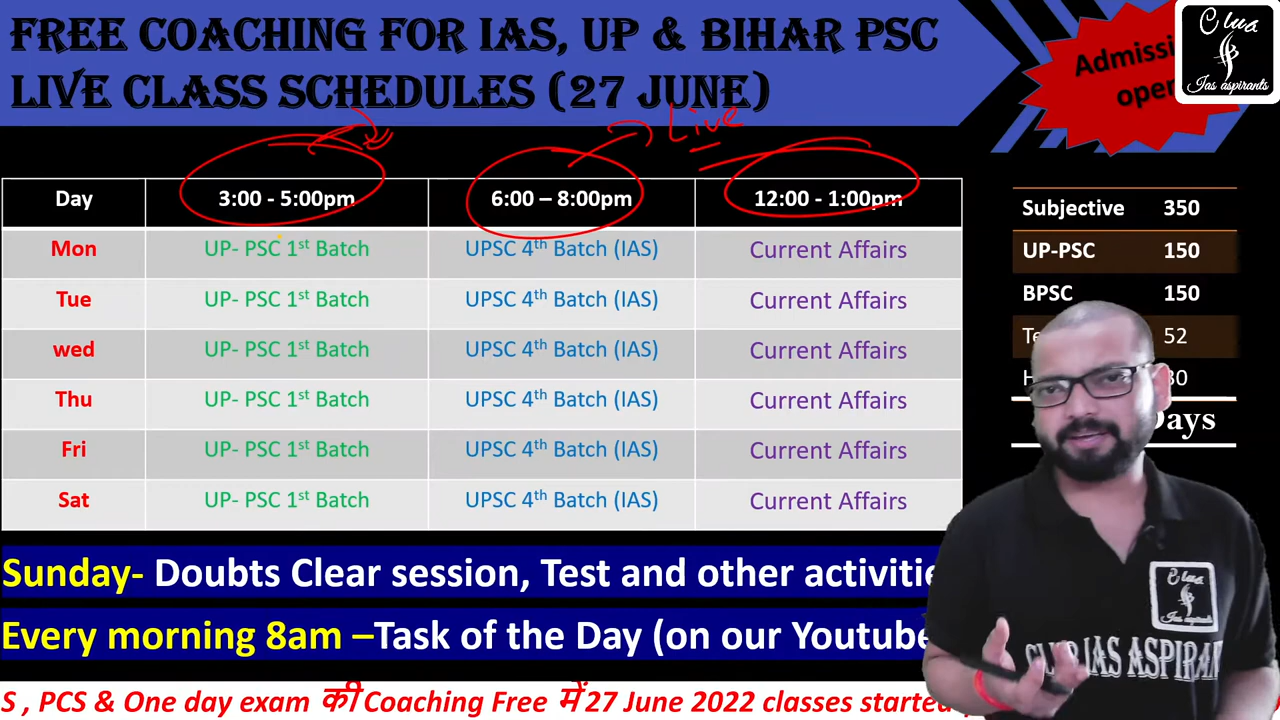 FREE COACHING FOR IAS, UP & BIHAR PSC
LIVE CLASS SCHEDULES (27 JUNE)
open
Club
Ias aspirants
Live
Day 3:00 - 5:00pm 6:00 – 8:00pm 12:00 - 1:00pm
Mon UP- PSC 1st Batch UPSC 4th Batch (IAS) Current Affairs
Tue UP- PSC 1st Batch UPSC 4th Batch (IAS) Current Affairs
wed UP- PSC 1st Batch UPSC 4th Batch (IAS) Current Affairs
Thu UP- PSC 1st Batch UPSC 4th Batch (IAS) Current Affairs
Fri UP- PSC 1st Batch UPSC 4th Batch (IAS) Current Affairs
Sat UP- PSC 1st Batch UPSC 4th Batch (IAS) Current Affairs
Subjective 350
UP-PSC 150
BPSC 150
52
Days
Sunday- Doubts Clear session, Test and other
Every morning 8am –Task of the Day (on our
S , PCS & One day exam की Coaching Free में 27 June 2022 classes started
IAS